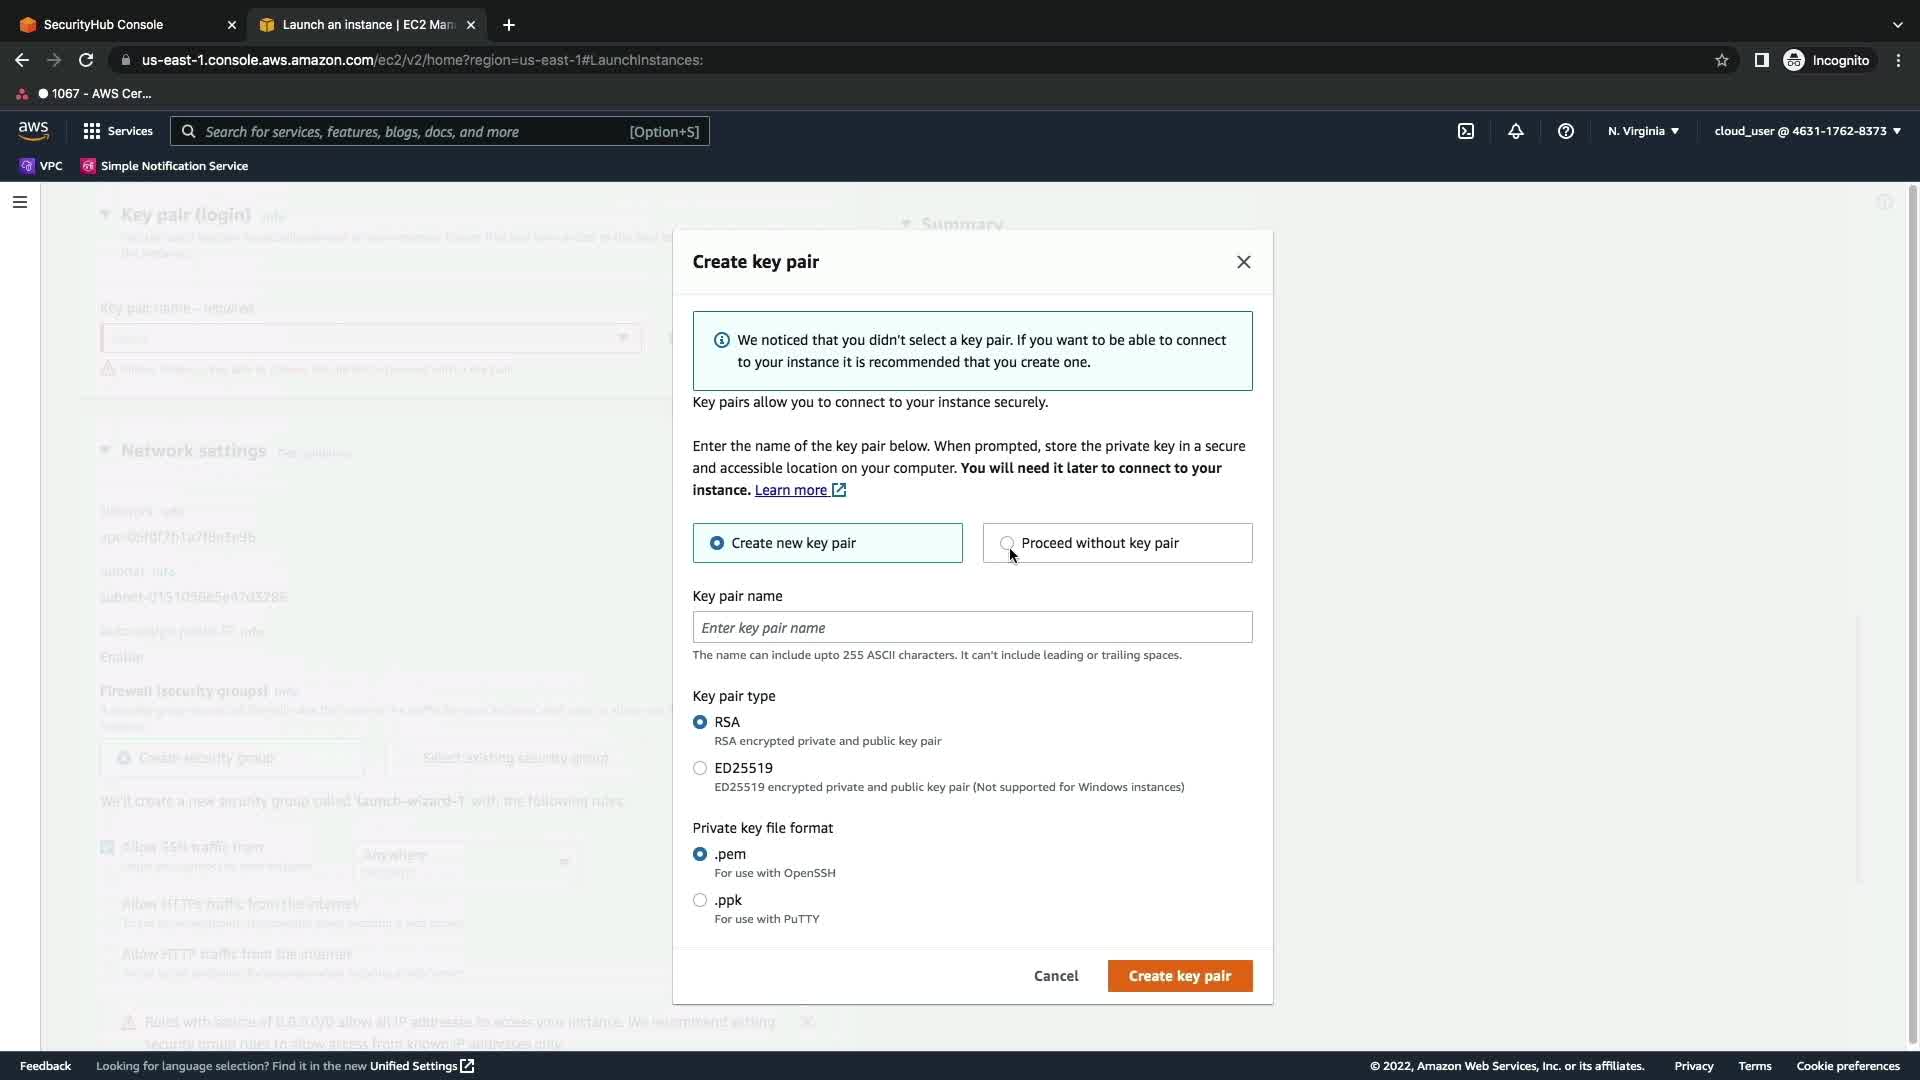 SecurityHub Console
Launch an instance | EC2 Man
us-east-1.console.aws.amazon.com/ec2/v2/home?region=us-east-1#LaunchInstances:
Incognito
1067 - AWS Cer...
aws
Services
Search for services, features, blogs, docs, and more
[Option+S]
N. Virginia
cloud_user @ 4631-1762-8373
VPC
Simple Notification Service
Key pair (login) Info
Summary
the instance.
Key pair name - required
Network settings
Network Info
Subnet Info
Auto-assign public IP Info
Enable
Firewall (security groups) Info
Create security group
Select existing security group
We'll create a new security group called 'launch-wizard-1' with the following rules:
Allow SSH traffic from
Anywhere
Allow HTTPs traffic from the internet
Allow HTTP traffic from the internet
Rules with source of 0.0.0.0/0 allow all IP addresses to access your instance. We recommend setting
security group rules to allow access from known IP addresses only.
Create key pair
We noticed that you didn't select a key pair. If you want to be able to connect
to your instance it is recommended that you create one.
Key pairs allow you to connect to your instance securely.
Enter the name of the key pair below. When prompted, store the private key in a secure
and accessible location on your computer. You will need it later to connect to your
instance. Learn more
Create new key pair
Proceed without key pair
Key pair name
Enter key pair name
The name can include upto 255 ASCII characters. It can't include leading or trailing spaces.
Key pair type
RSA
RSA encrypted private and public key pair
ED25519
ED25519 encrypted private and public key pair (Not supported for Windows instances)
Private key file format
.pem
For use with OpenSSH
.ppk
For use with PuTTY
Cancel
Create key pair
Feedback
Looking for language selection? Find it in the new Unified Settings
© 2022, Amazon Web Services, Inc. or its affiliates.
Privacy
Terms
Cookie preferences